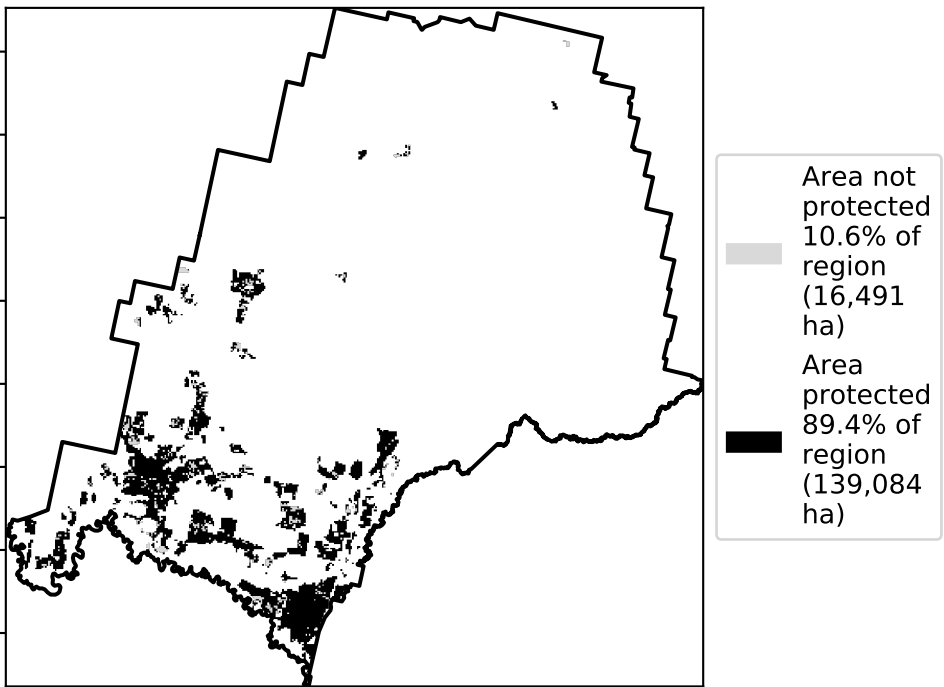 Area not
protected
10.6% of
region
(16,491
ha)
Area
protected
89.4% of
region
(139,084
ha)